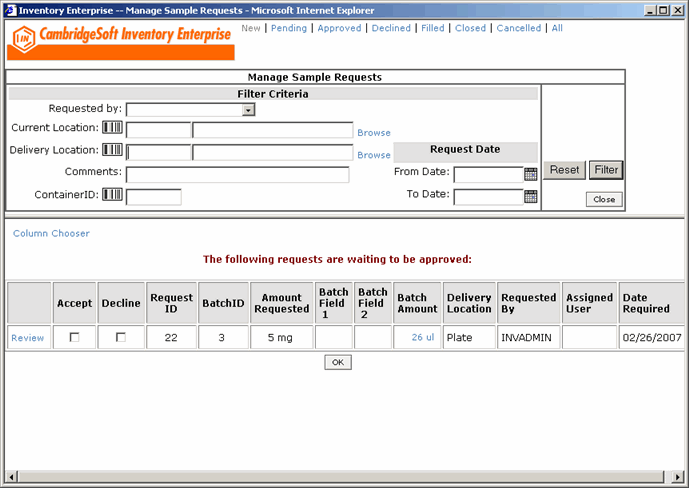 Inventory Enterprise -- Manage Sample Requests - Microsoft Internet Explorer
CambridgeSoft Inventory Enterprise
New | Pending | Approved | Declined | Filled | Closed | Cancelled | All
Manage Sample Requests
Filter Criteria
Requested by:
Current Location: Browse
Delivery Location: Browse
Request Date
Comments:
From Date:
Reset Filter
ContainerID:
To Date:
Close
Column Chooser
The following requests are waiting to be approved:
Accept Decline Request ID BatchID Amount Requested Batch Field 1 Batch Field 2 Batch Amount Delivery Location Requested By Assigned User Date Required
Review 22 3 5 mg 26 ul Plate INVADMIN 02/26/2007
OK